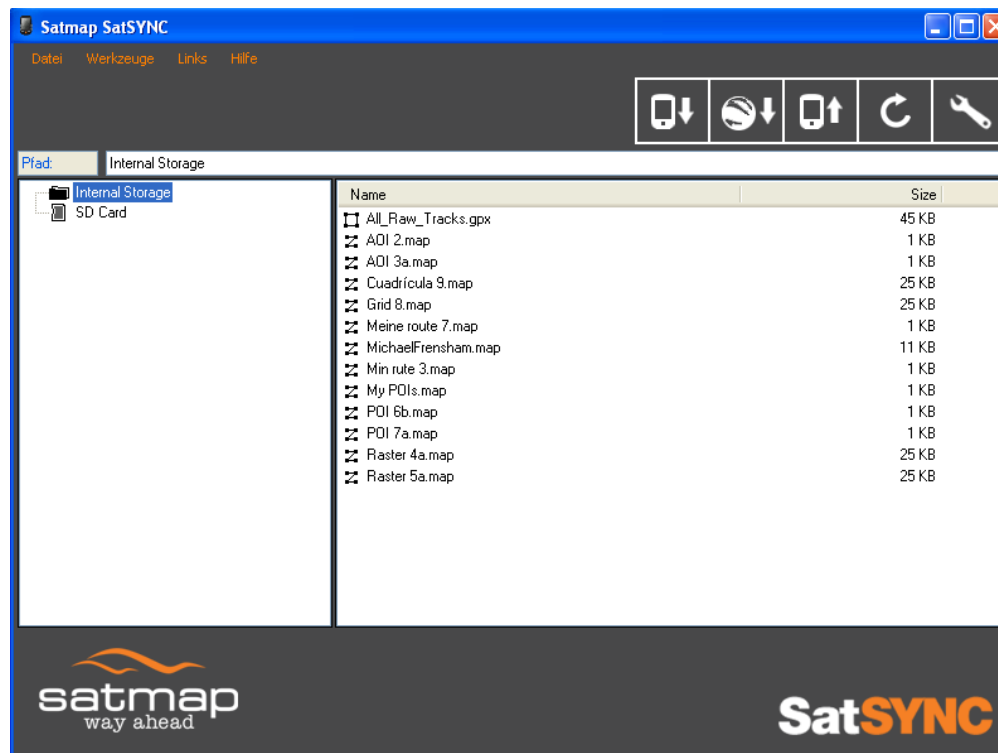 Satmap SatSYNC
Datei Werkzeuge Links Hilfe
Pfad: Internal Storage
Internal Storage
SD Card
Name Size
All_Raw_Tracks.gpx 45 KB
AOI 2.map 1 KB
AOI 3a.map 1 KB
Cuadrícula 9.map 25 KB
Grid 8.map 25 KB
Meine route 7.map 1 KB
MichaelFrensham.map 11 KB
Min rute 3.map 1 KB
My POIs.map 1 KB
POI 6b.map 1 KB
POI 7a.map 1 KB
Raster 4a.map 25 KB
Raster 5a.map 25 KB
satmap
way ahead
SatSYNC